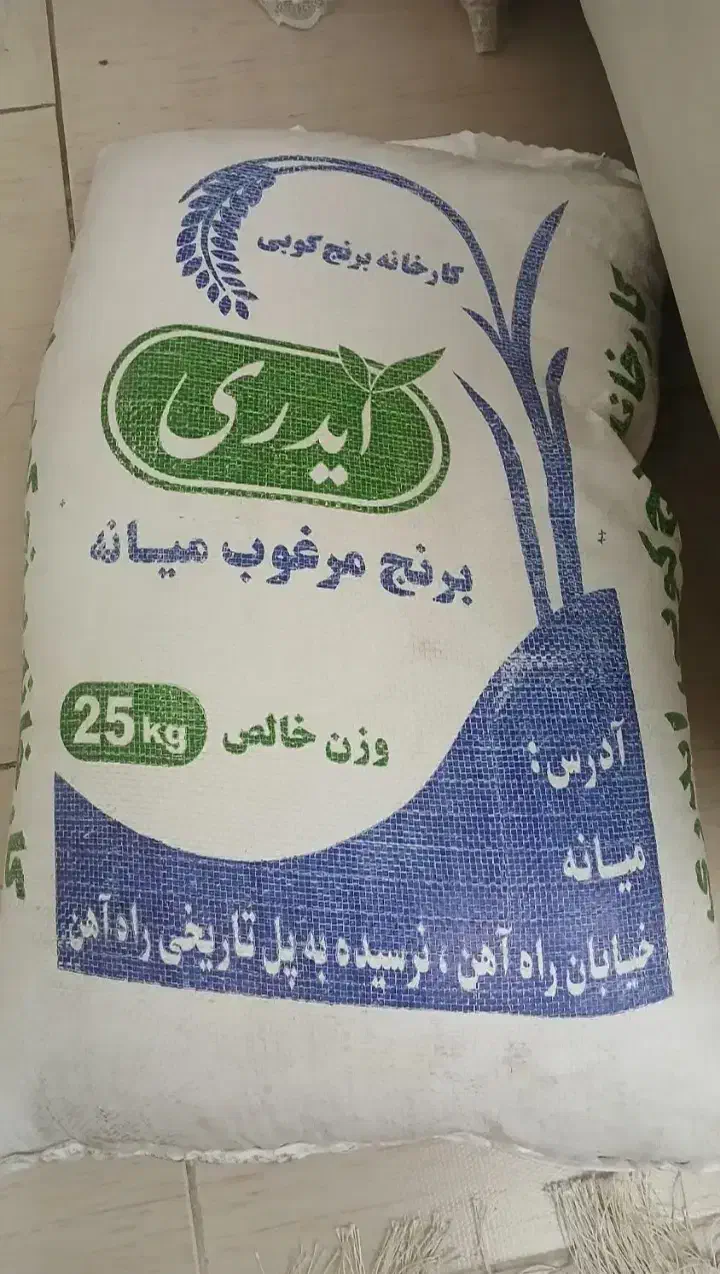 کارخانه برنج‌کوبی
ایدری
برنج مرغوب میانه
وزن خالص 25kg
آدرس:
میانه
خیابان راه آهن، نرسیده به پل تاریخی راه آهن
کارخانه